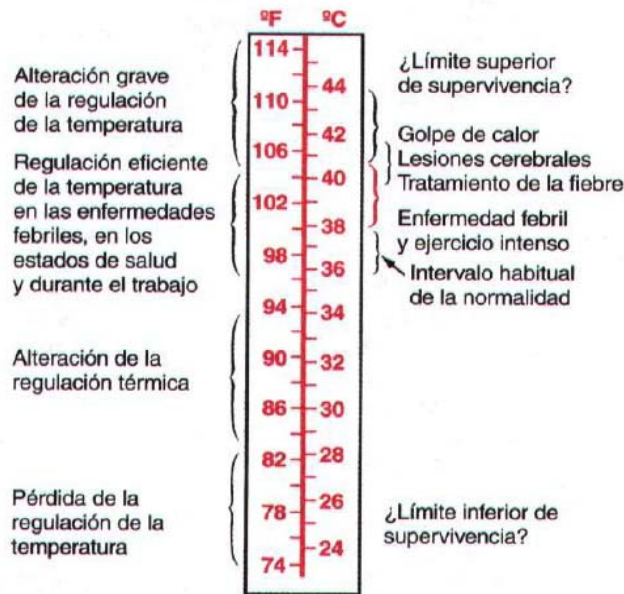 ºF ºC
Alteración grave
de la regulación
de la temperatura
Regulación eficiente
de la temperatura
en las enfermedades
febriles, en los
estados de salud
y durante el trabajo
Alteración de la
regulación térmica
Pérdida de la
regulación de la
temperatura
114
110
106
102
98
94
90
86
82
78
74
44
42
40
38
36
34
32
30
28
26
24
¿Límite superior
de supervivencia?
Golpe de calor
Lesiones cerebrales
Tratamiento de la fiebre
Enfermedad febril
y ejercicio intenso
Intervalo habitual
de la normalidad
¿Límite inferior de
supervivencia?